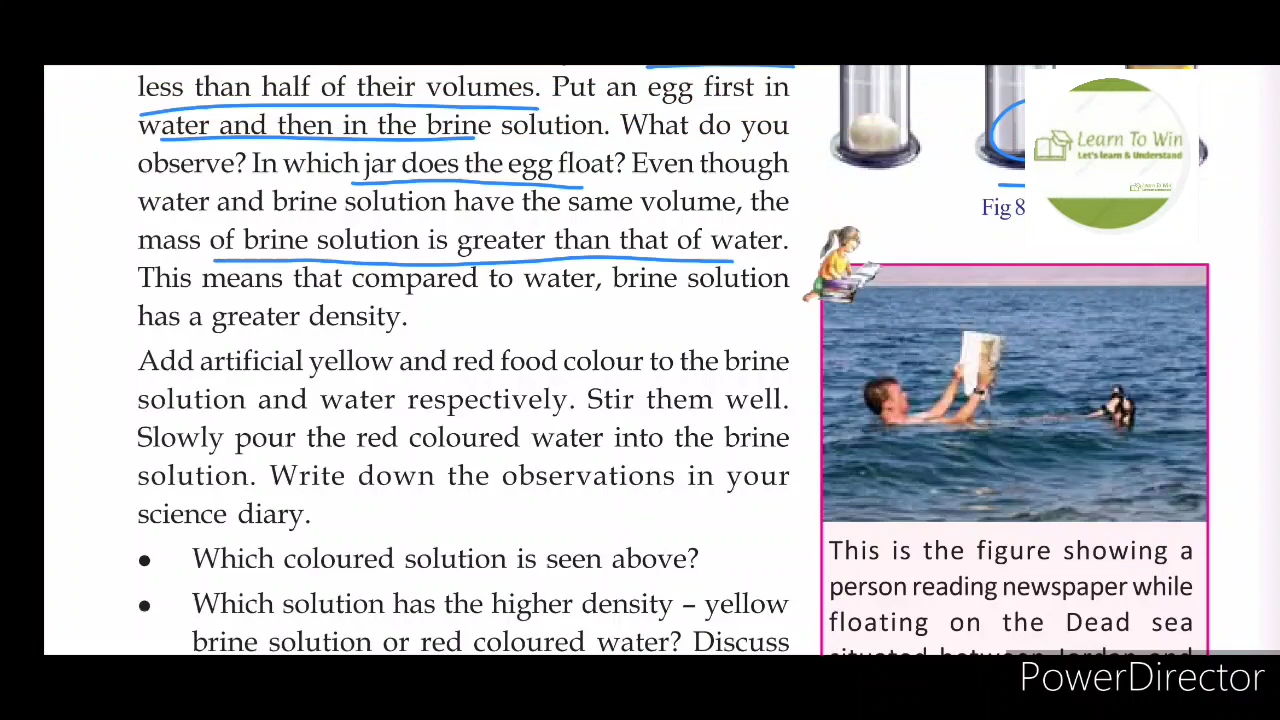 less than half of their volumes. Put an egg first in
water and then in the brine solution. What do you
observe? In which jar does the egg float? Even though
water and brine solution have the same volume, the
mass of brine solution is greater than that of water.
This means that compared to water, brine solution
has a greater density.
Add artificial yellow and red food colour to the brine
solution and water respectively. Stir them well.
Slowly pour the red coloured water into the brine
solution. Write down the observations in your
science diary.
• Which coloured solution is seen above?
• Which solution has the higher density – yellow
brine solution or red coloured water? Discuss
Fig 8
Learn To Win
Let's learn & Understand
Learn To Win
This is the figure showing a
person reading newspaper while
floating on the Dead sea
situated between Jordan and
PowerDirector